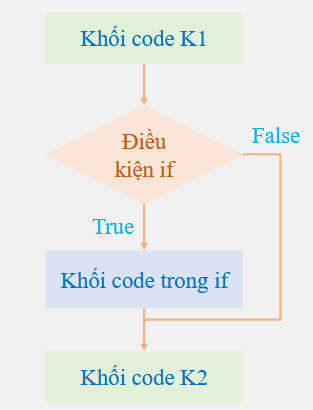 Khối code K1
Điều
kiện if
False
True
Khối code trong if
Khối code K2